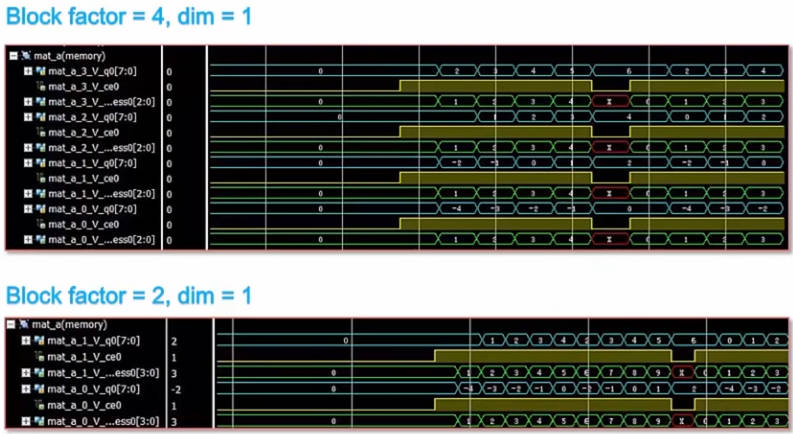 Block factor = 4, dim = 1
mat_a(memory)
mat_a_3_V_q0[7:0] 0 0 2 3 4 5 6 2 3 4
mat_a_3_V_ce0 0
mat_a_3_V_...ess0[2:0] 0 0 1 2 3 4 X 0 1 2 3
mat_a_2_V_q0[7:0] 0 0 1 2 3 4 0 1 2
mat_a_2_V_ce0 0
mat_a_2_V_...ess0[2:0] 0 0 1 2 3 4 X 0 1 2 3
mat_a_1_V_q0[7:0] 0 0 -2 -1 0 1 2 -2 -1 0
mat_a_1_V_ce0 0
mat_a_1_V_...ess0[2:0] 0 0 1 2 3 4 X 0 1 2 3
mat_a_0_V_q0[7:0] 0 0 -4 -3 -2 -1 0 -4 -3 -2
mat_a_0_V_ce0 0
mat_a_0_V_...ess0[2:0] 0 0 1 2 3 4 X 0 1 2 3
Block factor = 2, dim = 1
mat_a(memory)
mat_a_1_V_q0[7:0] 2 0 1 2 3 4 2 3 4 5 6 0 1 2
mat_a_1_V_ce0 1
mat_a_1_V_...ess0[3:0] 3 0 1 2 3 4 5 6 7 8 9 X 0 1 2 3
mat_a_0_V_q0[7:0] -2 0 -4 -3 -2 -1 0 -2 -1 0 1 2 -4 -3 -2
mat_a_0_V_ce0 1
mat_a_0_V_...ess0[3:0] 3 0 1 2 3 4 5 6 7 8 9 X 0 1 2 3